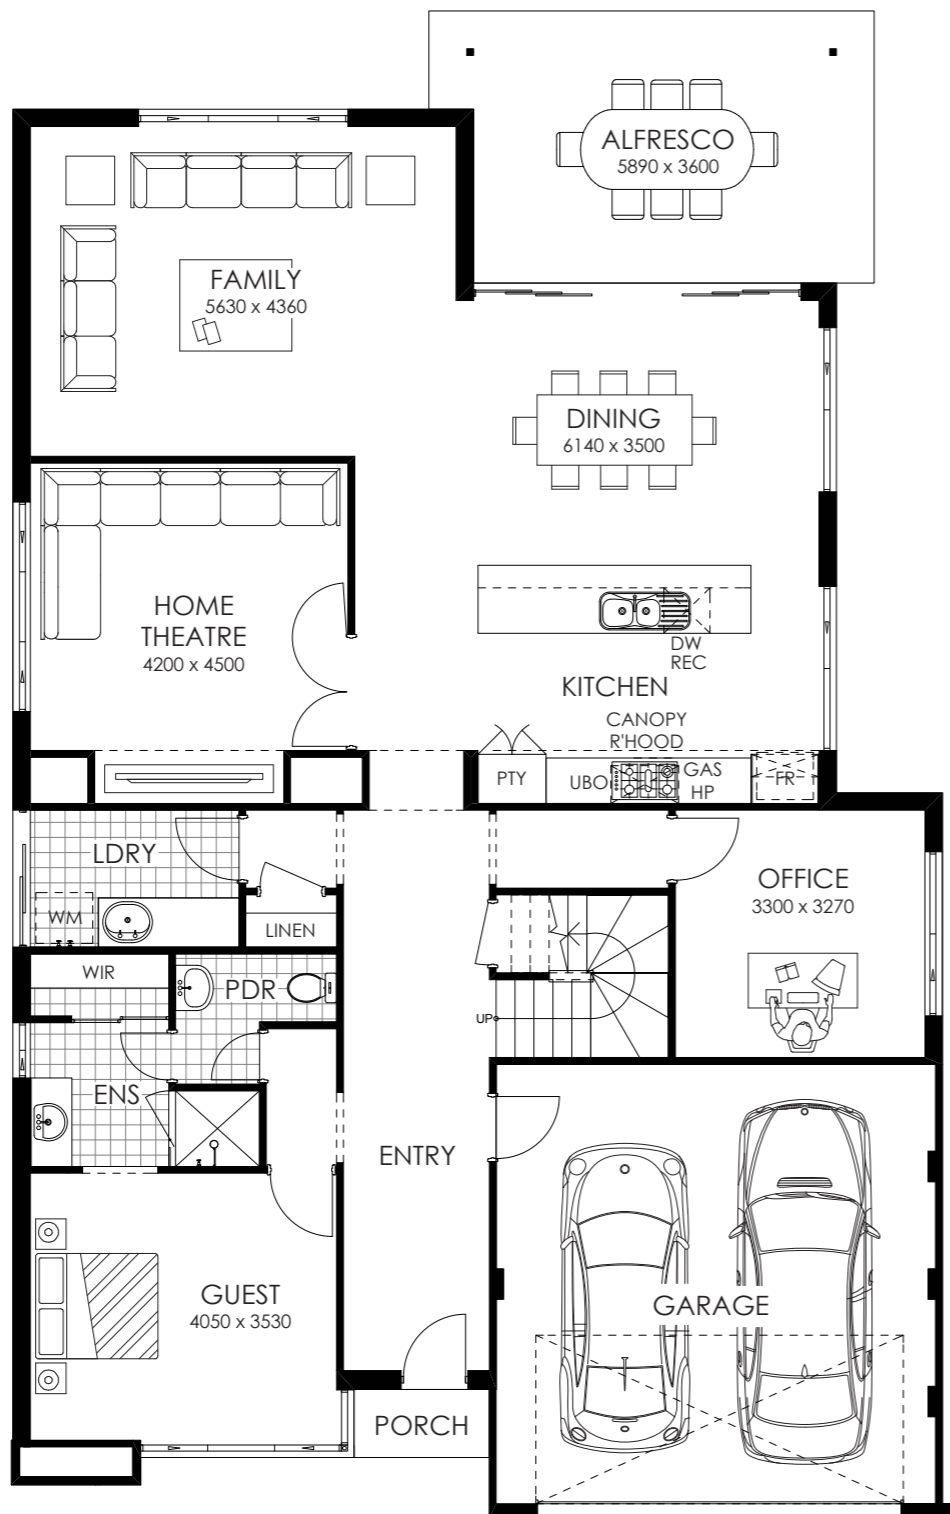 ALFRESCO
5890 x 3600
FAMILY
5630 x 4360
DINING
6140 x 3500
HOME
THEATRE
4200 x 4500
DW
REC
KITCHEN
CANOPY
R'HOOD
PTY
UBO
GAS
HP
FR
LDRY
WM
LINEN
OFFICE
3300 x 3270
WIR
PDR
UP
ENS
ENTRY
GUEST
4050 x 3530
GARAGE
PORCH